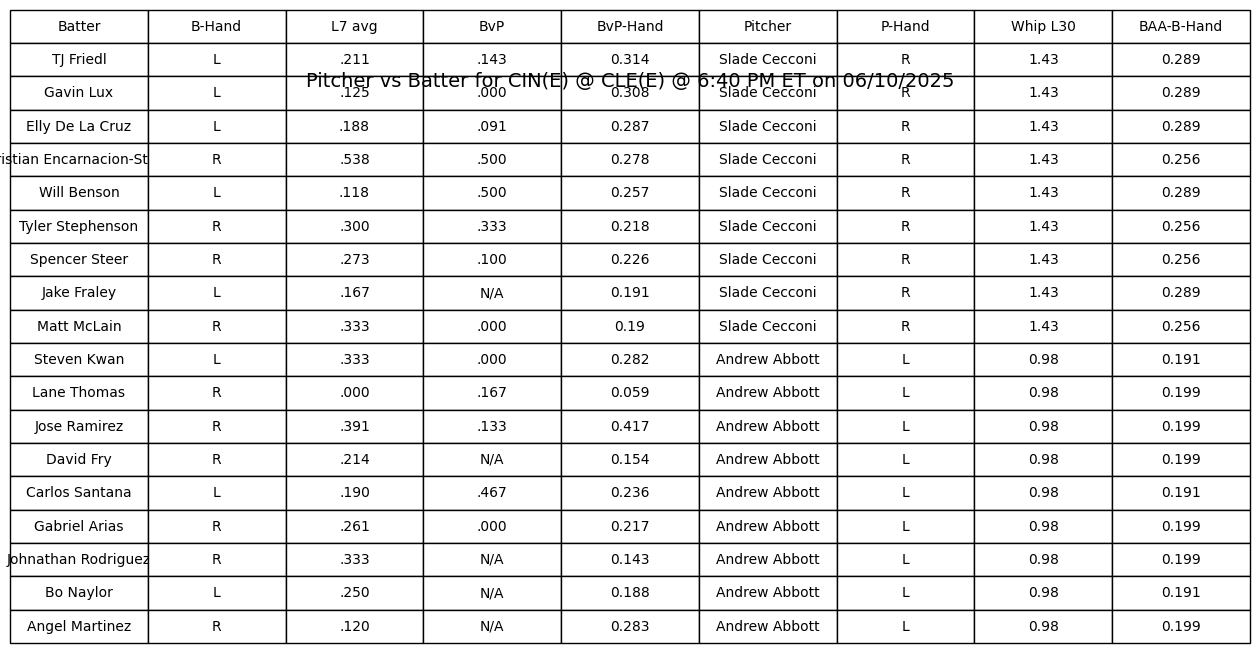 Batter B-Hand L7 avg BvP BvP-Hand Pitcher P-Hand Whip L30 BAA-B-Hand
TJ Friedl L .211 .143 0.314 Slade Cecconi R 1.43 0.289
Pitcher vs Batter for CIN(E) @ CLE(E) @ 6:40 PM ET on 06/10/2025
Gavin Lux L .125 .000 0.308 Slade Cecconi R 1.43 0.289
Elly De La Cruz L .188 .091 0.287 Slade Cecconi R 1.43 0.289
ristian Encarnacion-St R .538 .500 0.278 Slade Cecconi R 1.43 0.256
Will Benson L .118 .500 0.257 Slade Cecconi R 1.43 0.289
Tyler Stephenson R .300 .333 0.218 Slade Cecconi R 1.43 0.256
Spencer Steer R .273 .100 0.226 Slade Cecconi R 1.43 0.256
Jake Fraley L .167 N/A 0.191 Slade Cecconi R 1.43 0.289
Matt McLain R .333 .000 0.19 Slade Cecconi R 1.43 0.256
Steven Kwan L .333 .000 0.282 Andrew Abbott L 0.98 0.191
Lane Thomas R .000 .167 0.059 Andrew Abbott L 0.98 0.199
Jose Ramirez R .391 .133 0.417 Andrew Abbott L 0.98 0.199
David Fry R .214 N/A 0.154 Andrew Abbott L 0.98 0.199
Carlos Santana L .190 .467 0.236 Andrew Abbott L 0.98 0.191
Gabriel Arias R .261 .000 0.217 Andrew Abbott L 0.98 0.199
Johnathan Rodriguez R .333 N/A 0.143 Andrew Abbott L 0.98 0.199
Bo Naylor L .250 N/A 0.188 Andrew Abbott L 0.98 0.191
Angel Martinez R .120 N/A 0.283 Andrew Abbott L 0.98 0.199